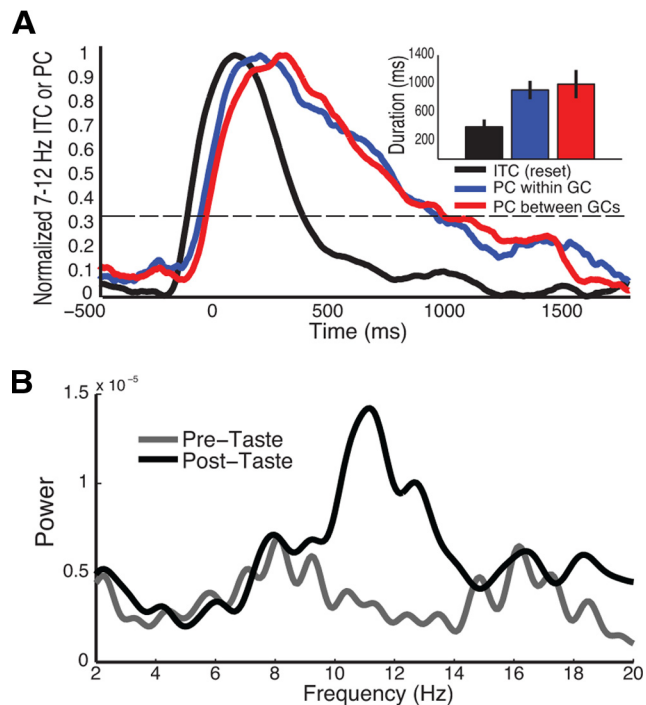 A
Normalized 7-12 Hz ITC or PC
1
0.9
0.8
0.7
0.6
0.5
0.4
0.3
0.2
0.1
0
−500
0
500
1000
1500
Time (ms)
Duration (ms)
1400
1000
600
200
ITC (reset)
PC within GC
PC between GCs
B
Power
1.5 x 10 -5
1
0.5
0
Pre−Taste
Post−Taste
2 4 6 8 10 12 14 16 18 20
Frequency (Hz)